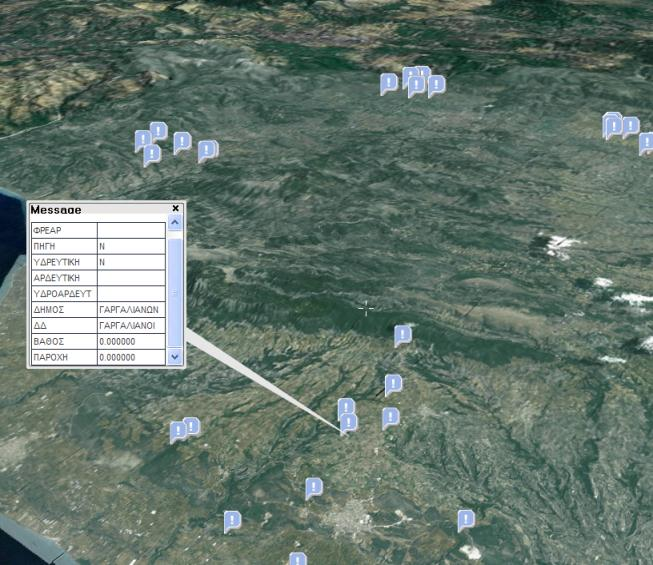 Message
ΦΡΕΑΡ
ΠΗΓΗ N
ΥΔΡΕΥΤΙΚΗ N
ΑΡΔΕΥΤΙΚΗ
ΥΔΡΟΑΡΔΕΥΤ
ΔΗΜΟΣ ΓΑΡΓΑΛΙΑΝΩΝ
ΔΔ ΓΑΡΓΑΛΙΑΝΟΙ
ΒΑΘΟΣ 0.000000
ΠΑΡΟΧΗ 0.000000